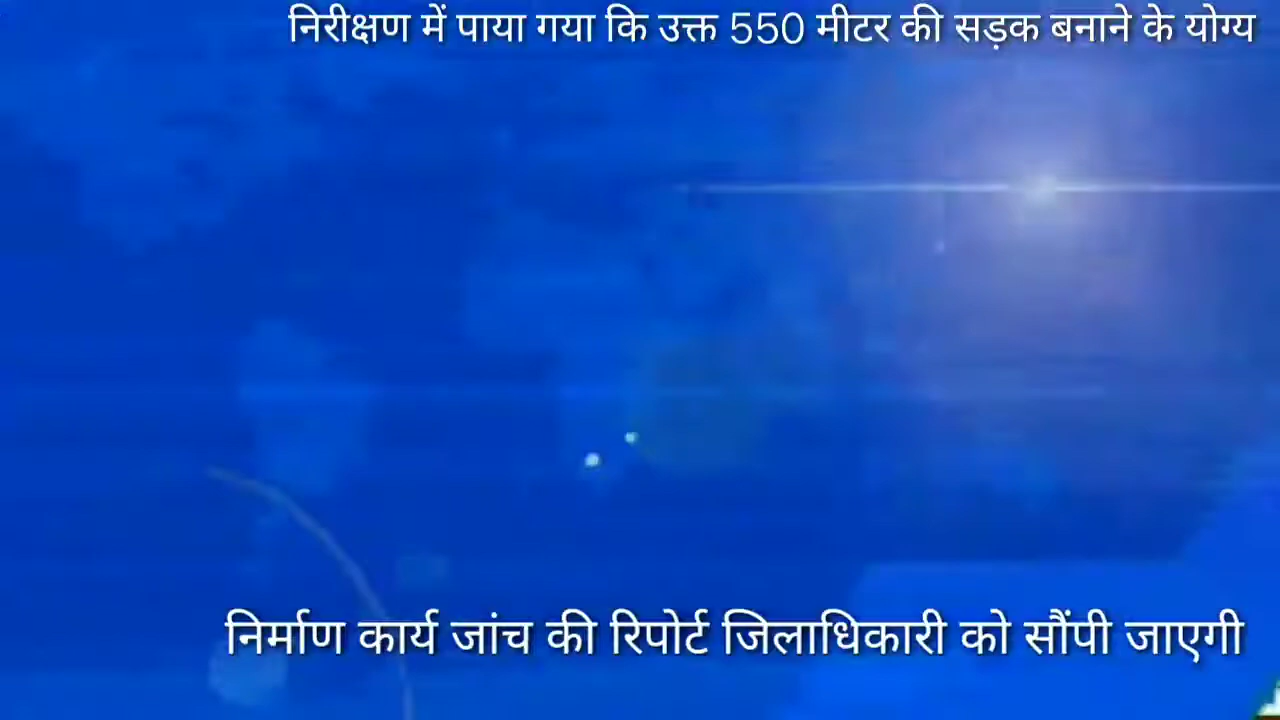 निरीक्षण में पाया गया कि उक्त 550 मीटर की सड़क बनाने के योग्य
निर्माण कार्य जांच की रिपोर्ट जिलाधिकारी को सौंपी जाएगी